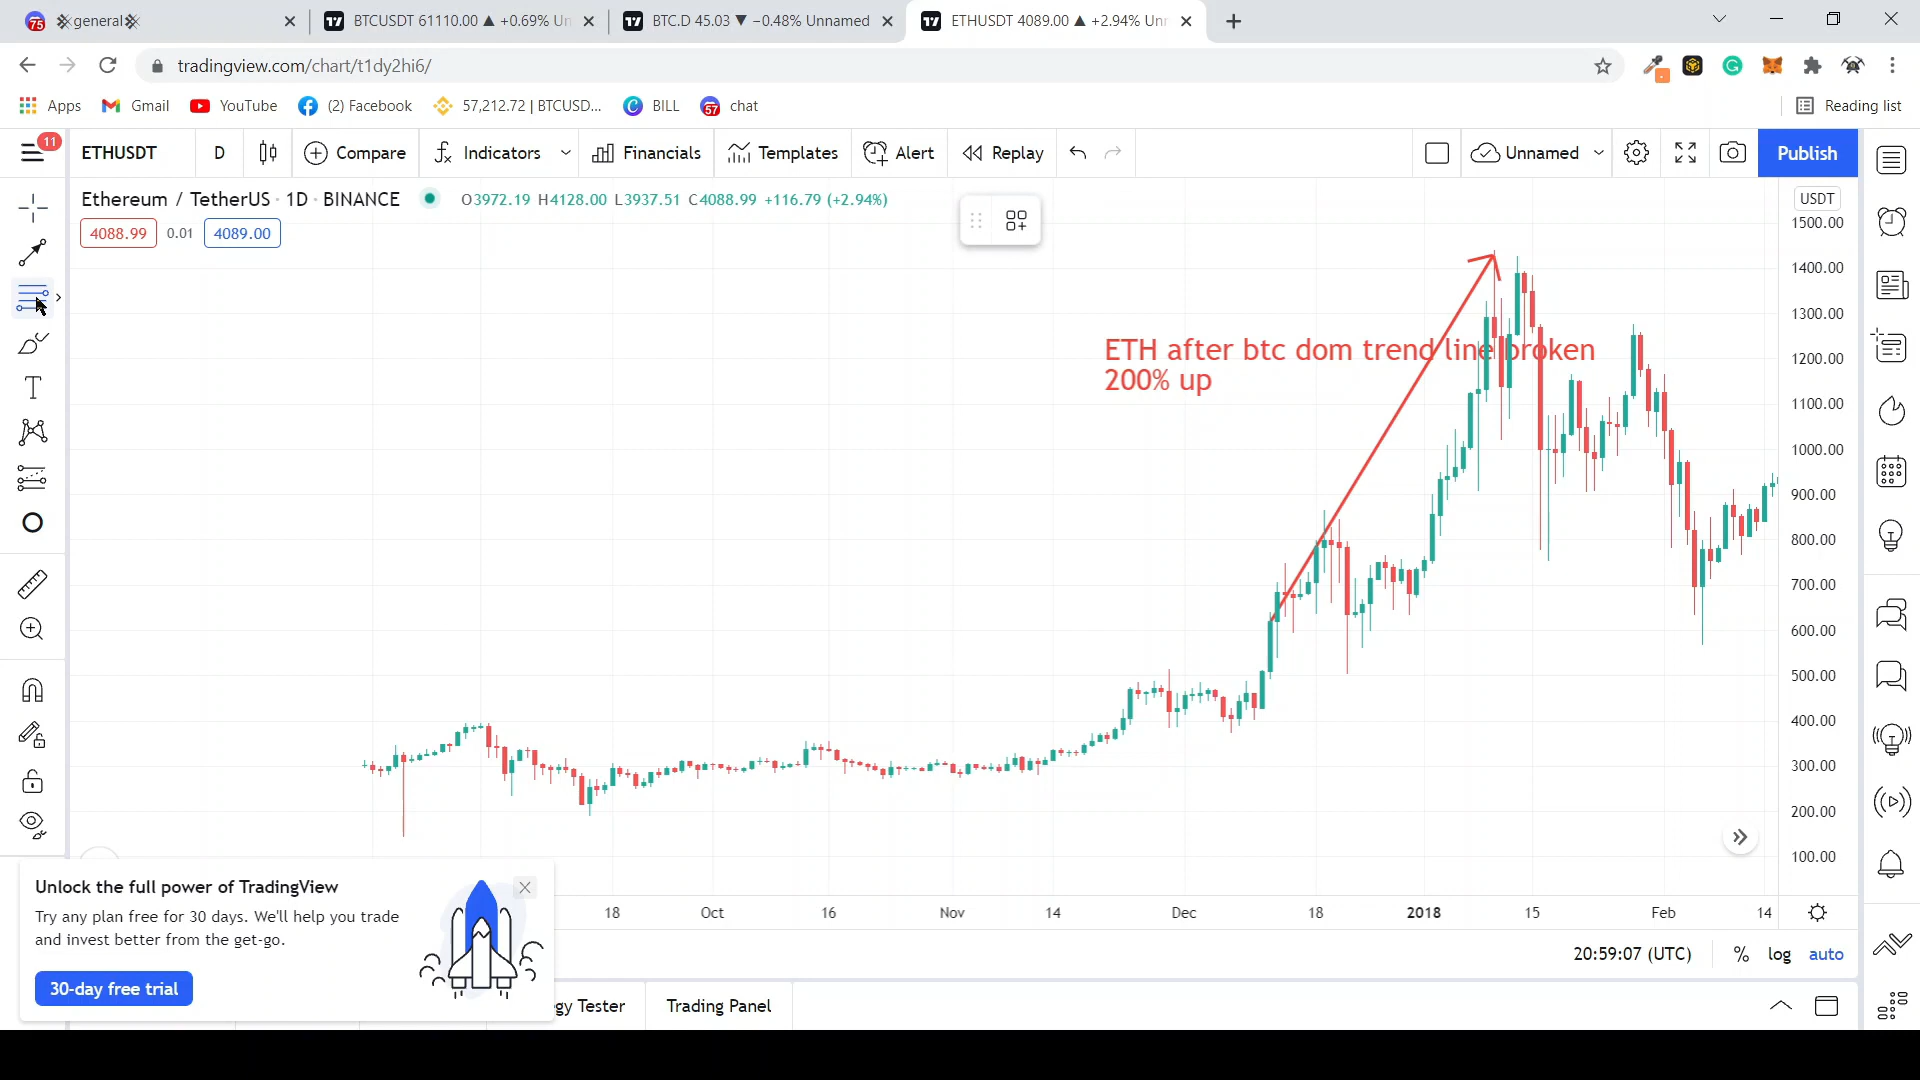 75 general
BTCUSDT 61110.00 ▲ +0.69% Un
BTC.D 45.03 ▼ −0.48% Unnamed
ETHUSDT 4089.00 ▲ +2.94% Unn
tradingview.com/chart/t1dy2hi6/
Apps
Gmail
YouTube
(2) Facebook
57,212.72 | BTCUSD...
BILL
57 chat
Reading list
11
ETHUSDT
D
Compare
Indicators
Financials
Templates
Alert
Replay
Unnamed
Publish
Ethereum / TetherUS · 1D · BINANCE
O3972.19 H4128.00 L3937.51 C4088.99 +116.79 (+2.94%)
USDT
4088.99 0.01 4089.00
ETH after btc dom trend line broken
200% up
1500.00
1400.00
1300.00
1200.00
1100.00
1000.00
900.00
800.00
700.00
600.00
500.00
400.00
300.00
200.00
100.00
Unlock the full power of TradingView
Try any plan free for 30 days. We'll help you trade
and invest better from the get-go.
30-day free trial
18 Oct 16 Nov 14 Dec 18 2018 15 Feb 14
20:59:07 (UTC) % log auto
gy Tester
Trading Panel